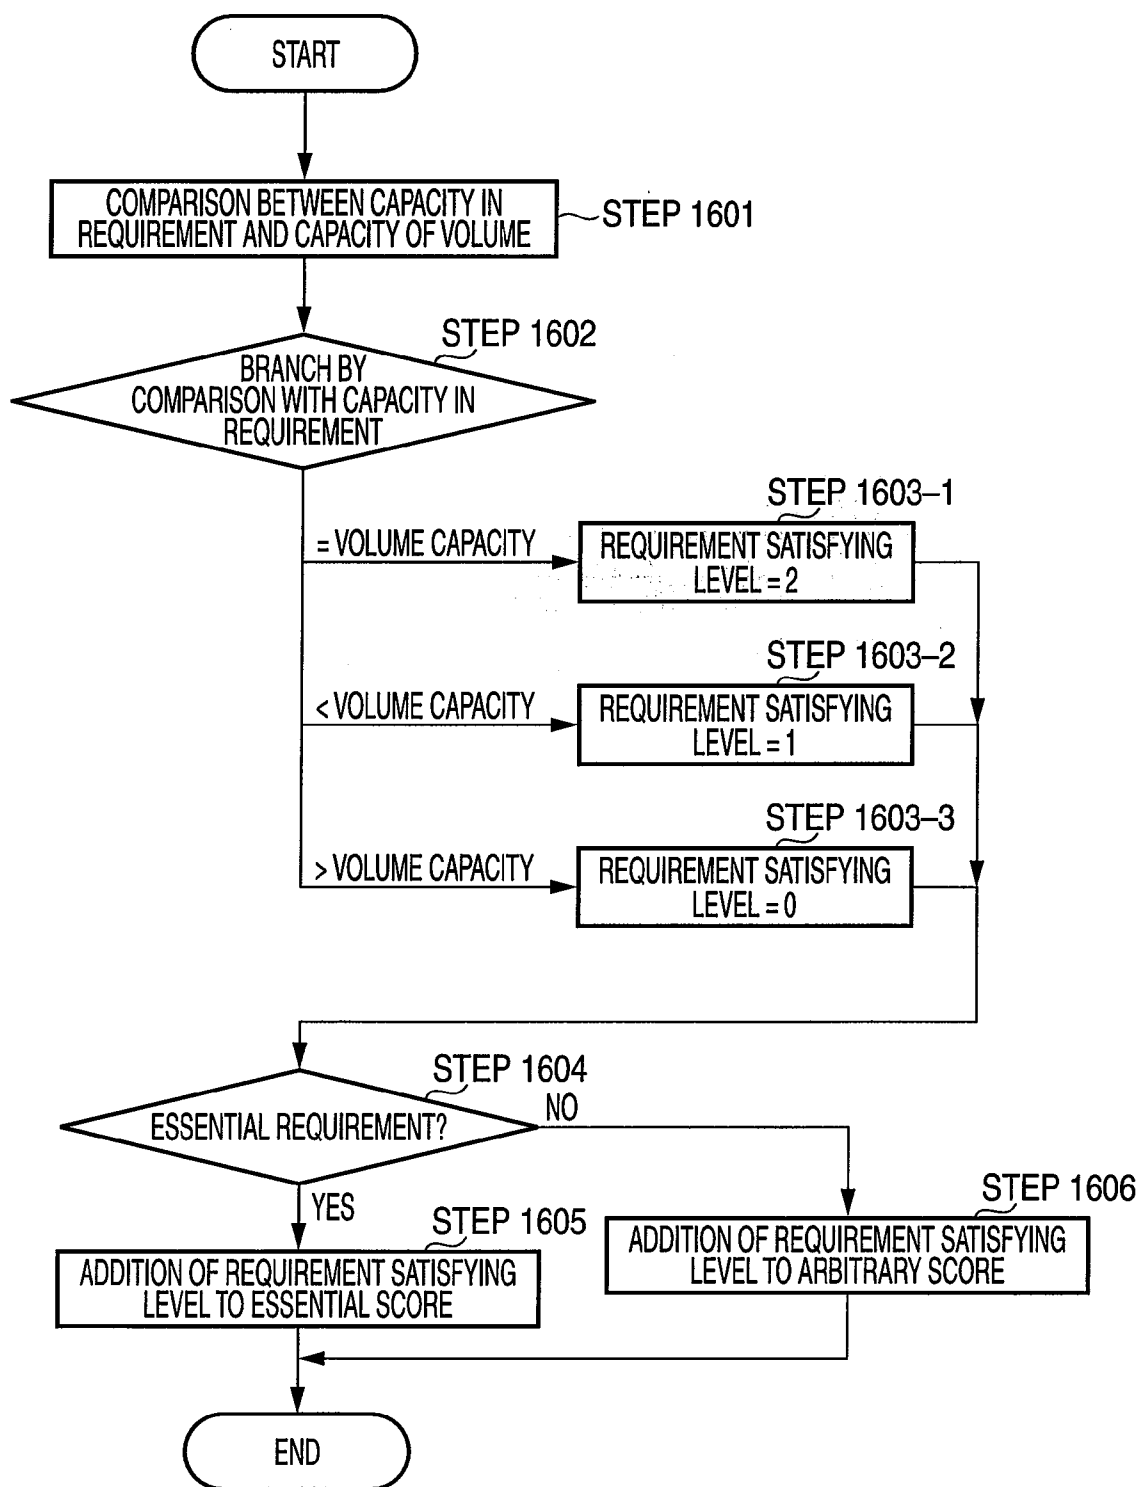 START
COMPARISON BETWEEN CAPACITY IN
REQUIREMENT AND CAPACITY OF VOLUME
STEP 1601
STEP 1602
BRANCH BY
COMPARISON WITH CAPACITY IN
REQUIREMENT
STEP 1603-1
= VOLUME CAPACITY
REQUIREMENT SATISFYING
LEVEL = 2
STEP 1603-2
< VOLUME CAPACITY
REQUIREMENT SATISFYING
LEVEL = 1
STEP 1603-3
> VOLUME CAPACITY
REQUIREMENT SATISFYING
LEVEL = 0
STEP 1604
ESSENTIAL REQUIREMENT?
NO
YES
STEP 1605
ADDITION OF REQUIREMENT SATISFYING
LEVEL TO ESSENTIAL SCORE
STEP 1606
ADDITION OF REQUIREMENT SATISFYING
LEVEL TO ARBITRARY SCORE
END